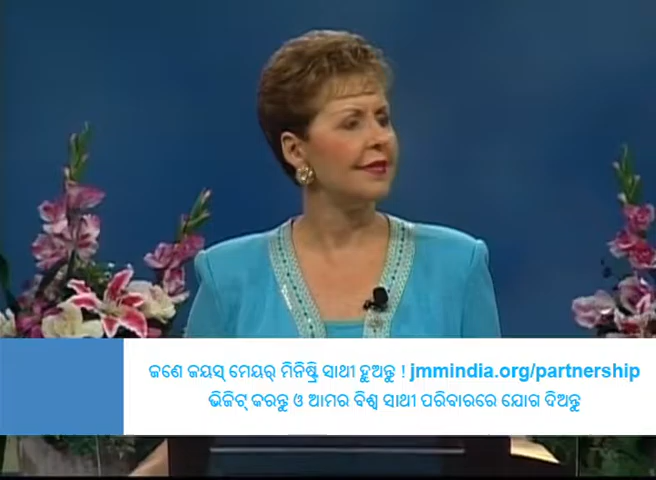 ଜଣେ ଜୟସ୍ ମେୟର୍ ମିନିଷ୍ଟ୍ରି ସାଥୀ ହୁଅନ୍ତୁ ! jmmindia.org/partnership
ଭିଜିଟ୍ କରନ୍ତୁ ଓ ଆମର ବିଶ୍ୱ ସାଥୀ ପରିବାରରେ ଯୋଗ ଦିଅନ୍ତୁ